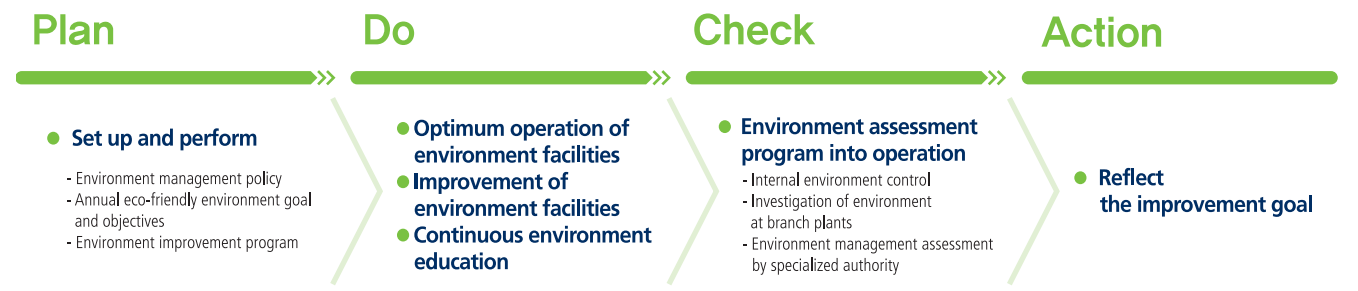 Plan
Do
Check
Action
● Set up and perform
- Environment management policy
- Annual eco-friendly environment goal
and objectives
- Environment improvement program
● Optimum operation of
environment facilities
● Improvement of
environment facilities
● Continuous environment
education
● Environment assessment
program into operation
- Internal environment control
- Investigation of environment
at branch plants
- Environment management assessment
by specialized authority
● Reflect
the improvement goal